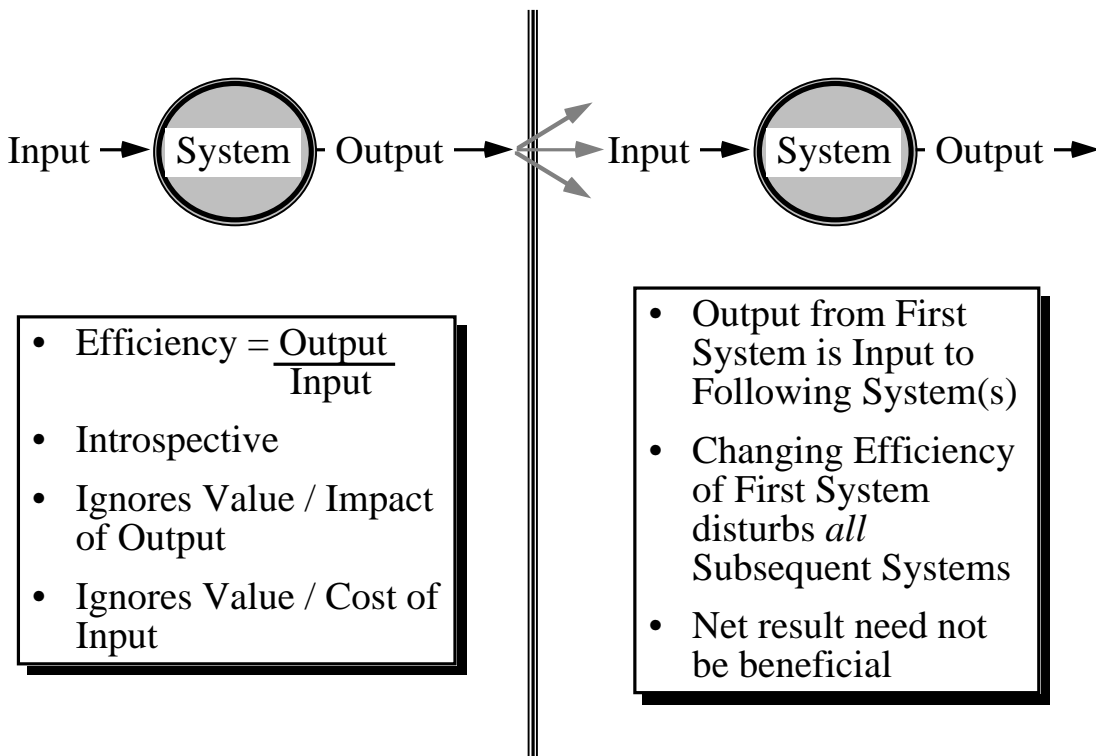 Input System Output Input System Output
• Efficiency = Output
Input
• Introspective
• Ignores Value / Impact
of Output
• Ignores Value / Cost of
Input
• Output from First
System is Input to
Following System(s)
• Changing Efficiency
of First System
disturbs all
Subsequent Systems
• Net result need not
be beneficial